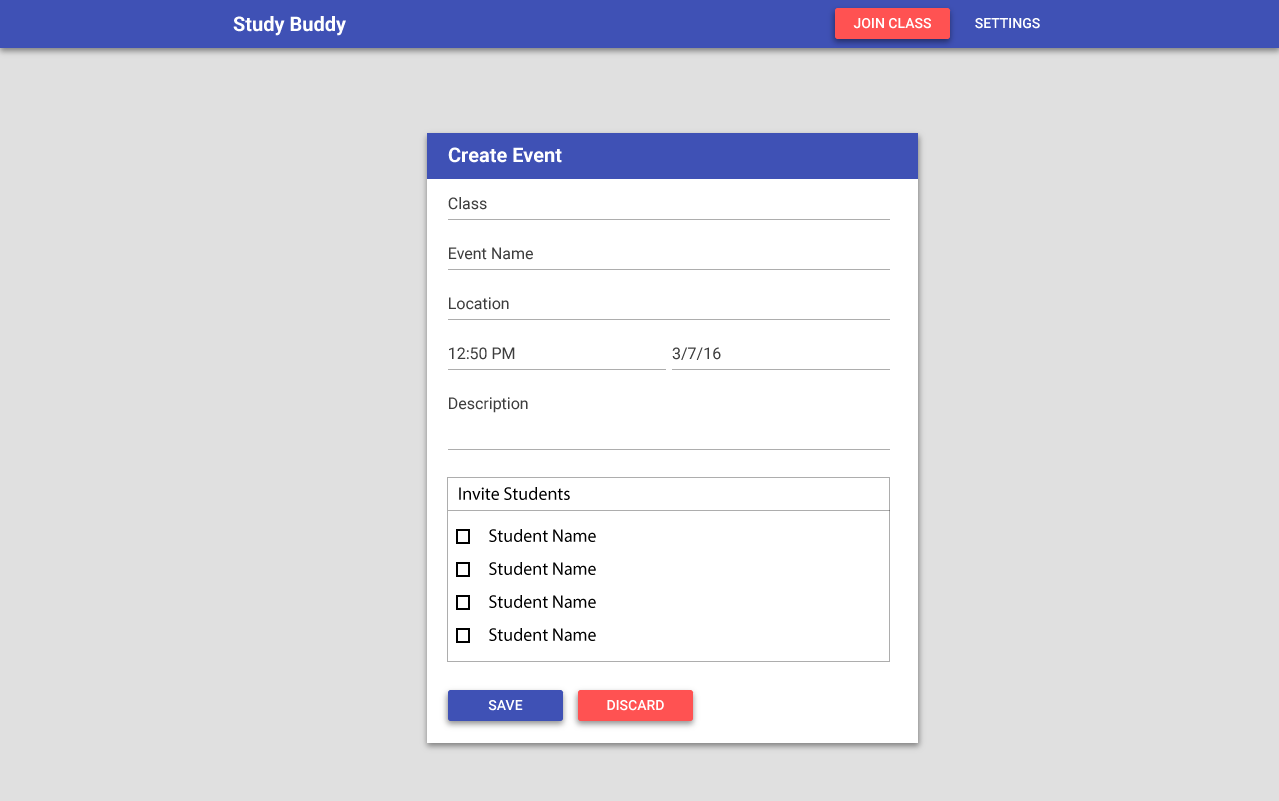 Study Buddy
JOIN CLASS SETTINGS
Create Event
Class
Event Name
Location
12:50 PM 3/7/16
Description
Invite Students
Student Name
Student Name
Student Name
Student Name
SAVE DISCARD